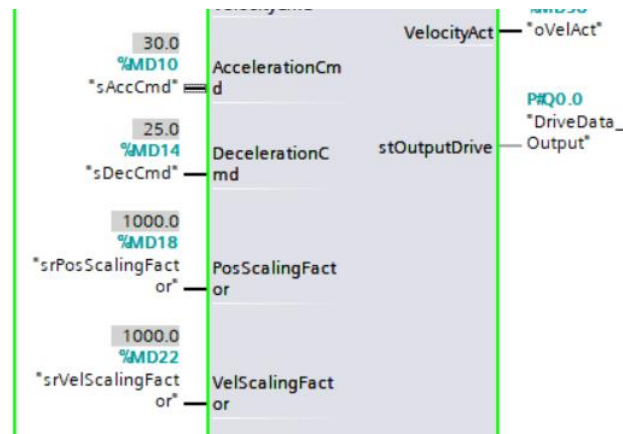 VelocityAct
"oVelAct"
30.0
%MD10
"sAccCmd"
AccelerationCm
d
P#Q0.0
"DriveData_
Output"
stOutputDrive
25.0
%MD14
"sDecCmd"
DecelerationC
md
1000.0
%MD18
"srPosScalingFact
or"
PosScalingFact
or
1000.0
%MD22
"srVelScalingFact
or"
VelScalingFact
or